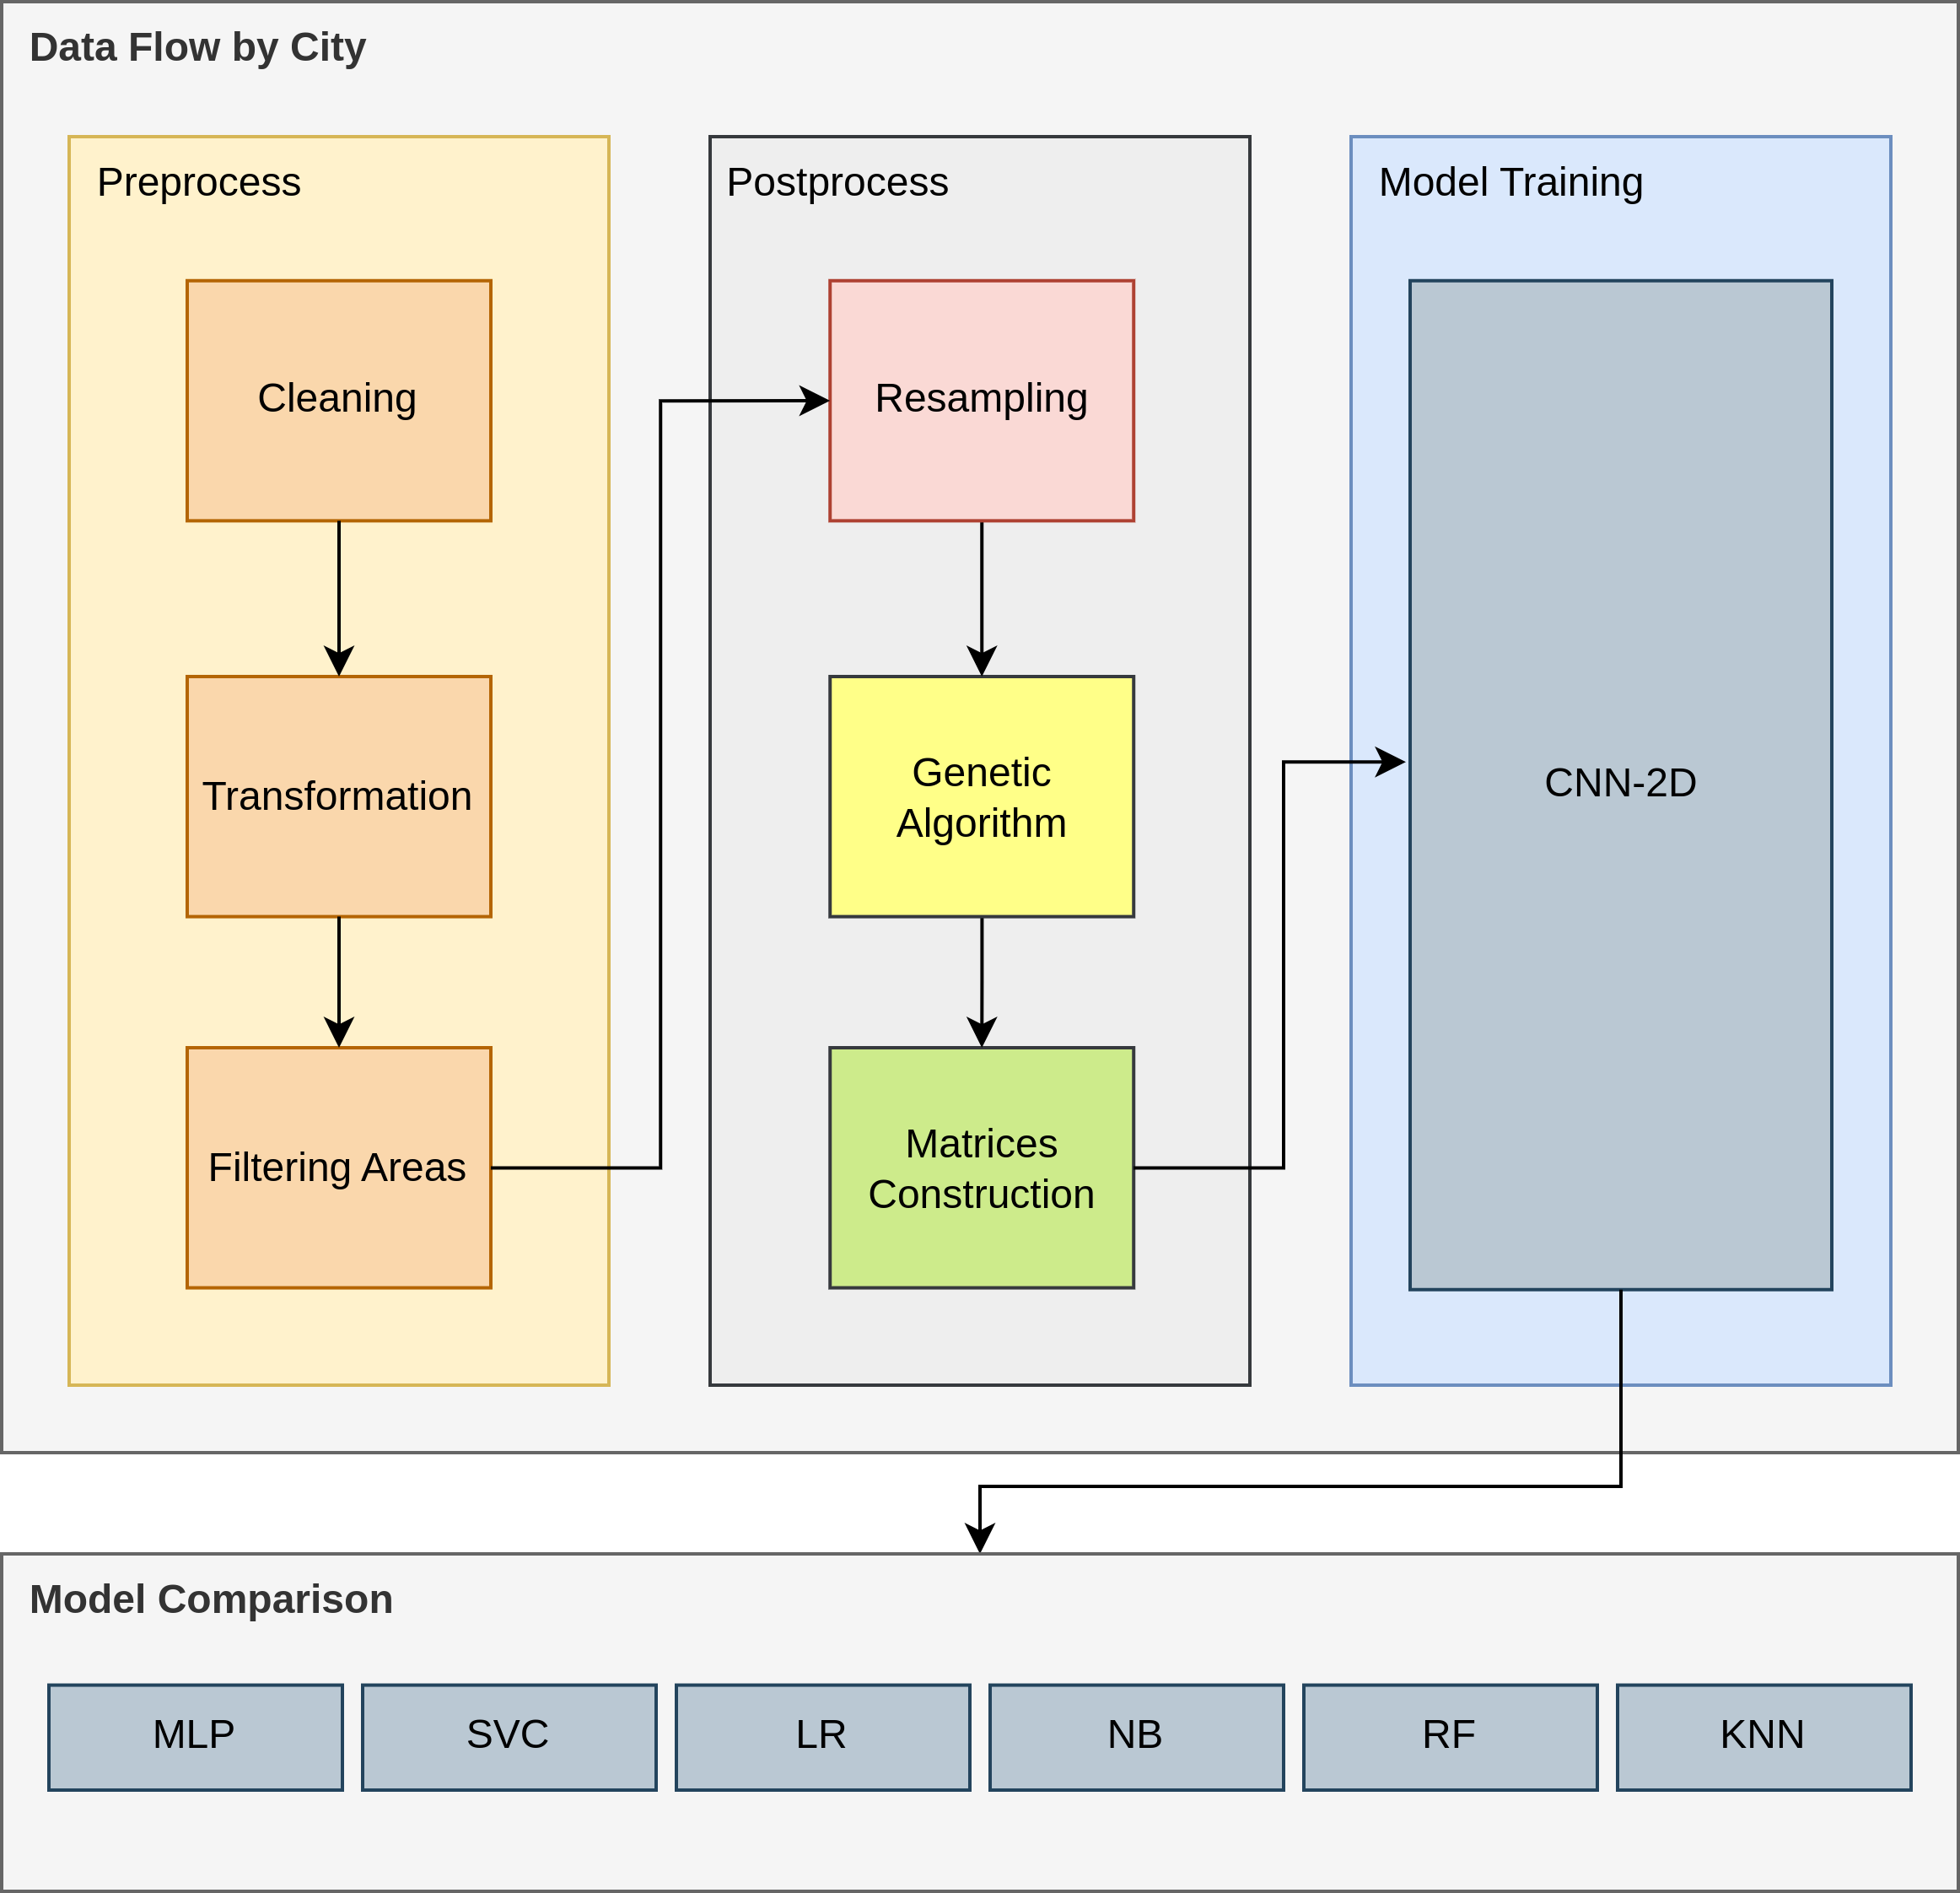 Data Flow by City
Preprocess
Cleaning
Transformation
Filtering Areas
Postprocess
Resampling
Genetic
Algorithm
Matrices
Construction
Model Training
CNN-2D
Model Comparison
MLP
SVC
LR
NB
RF
KNN